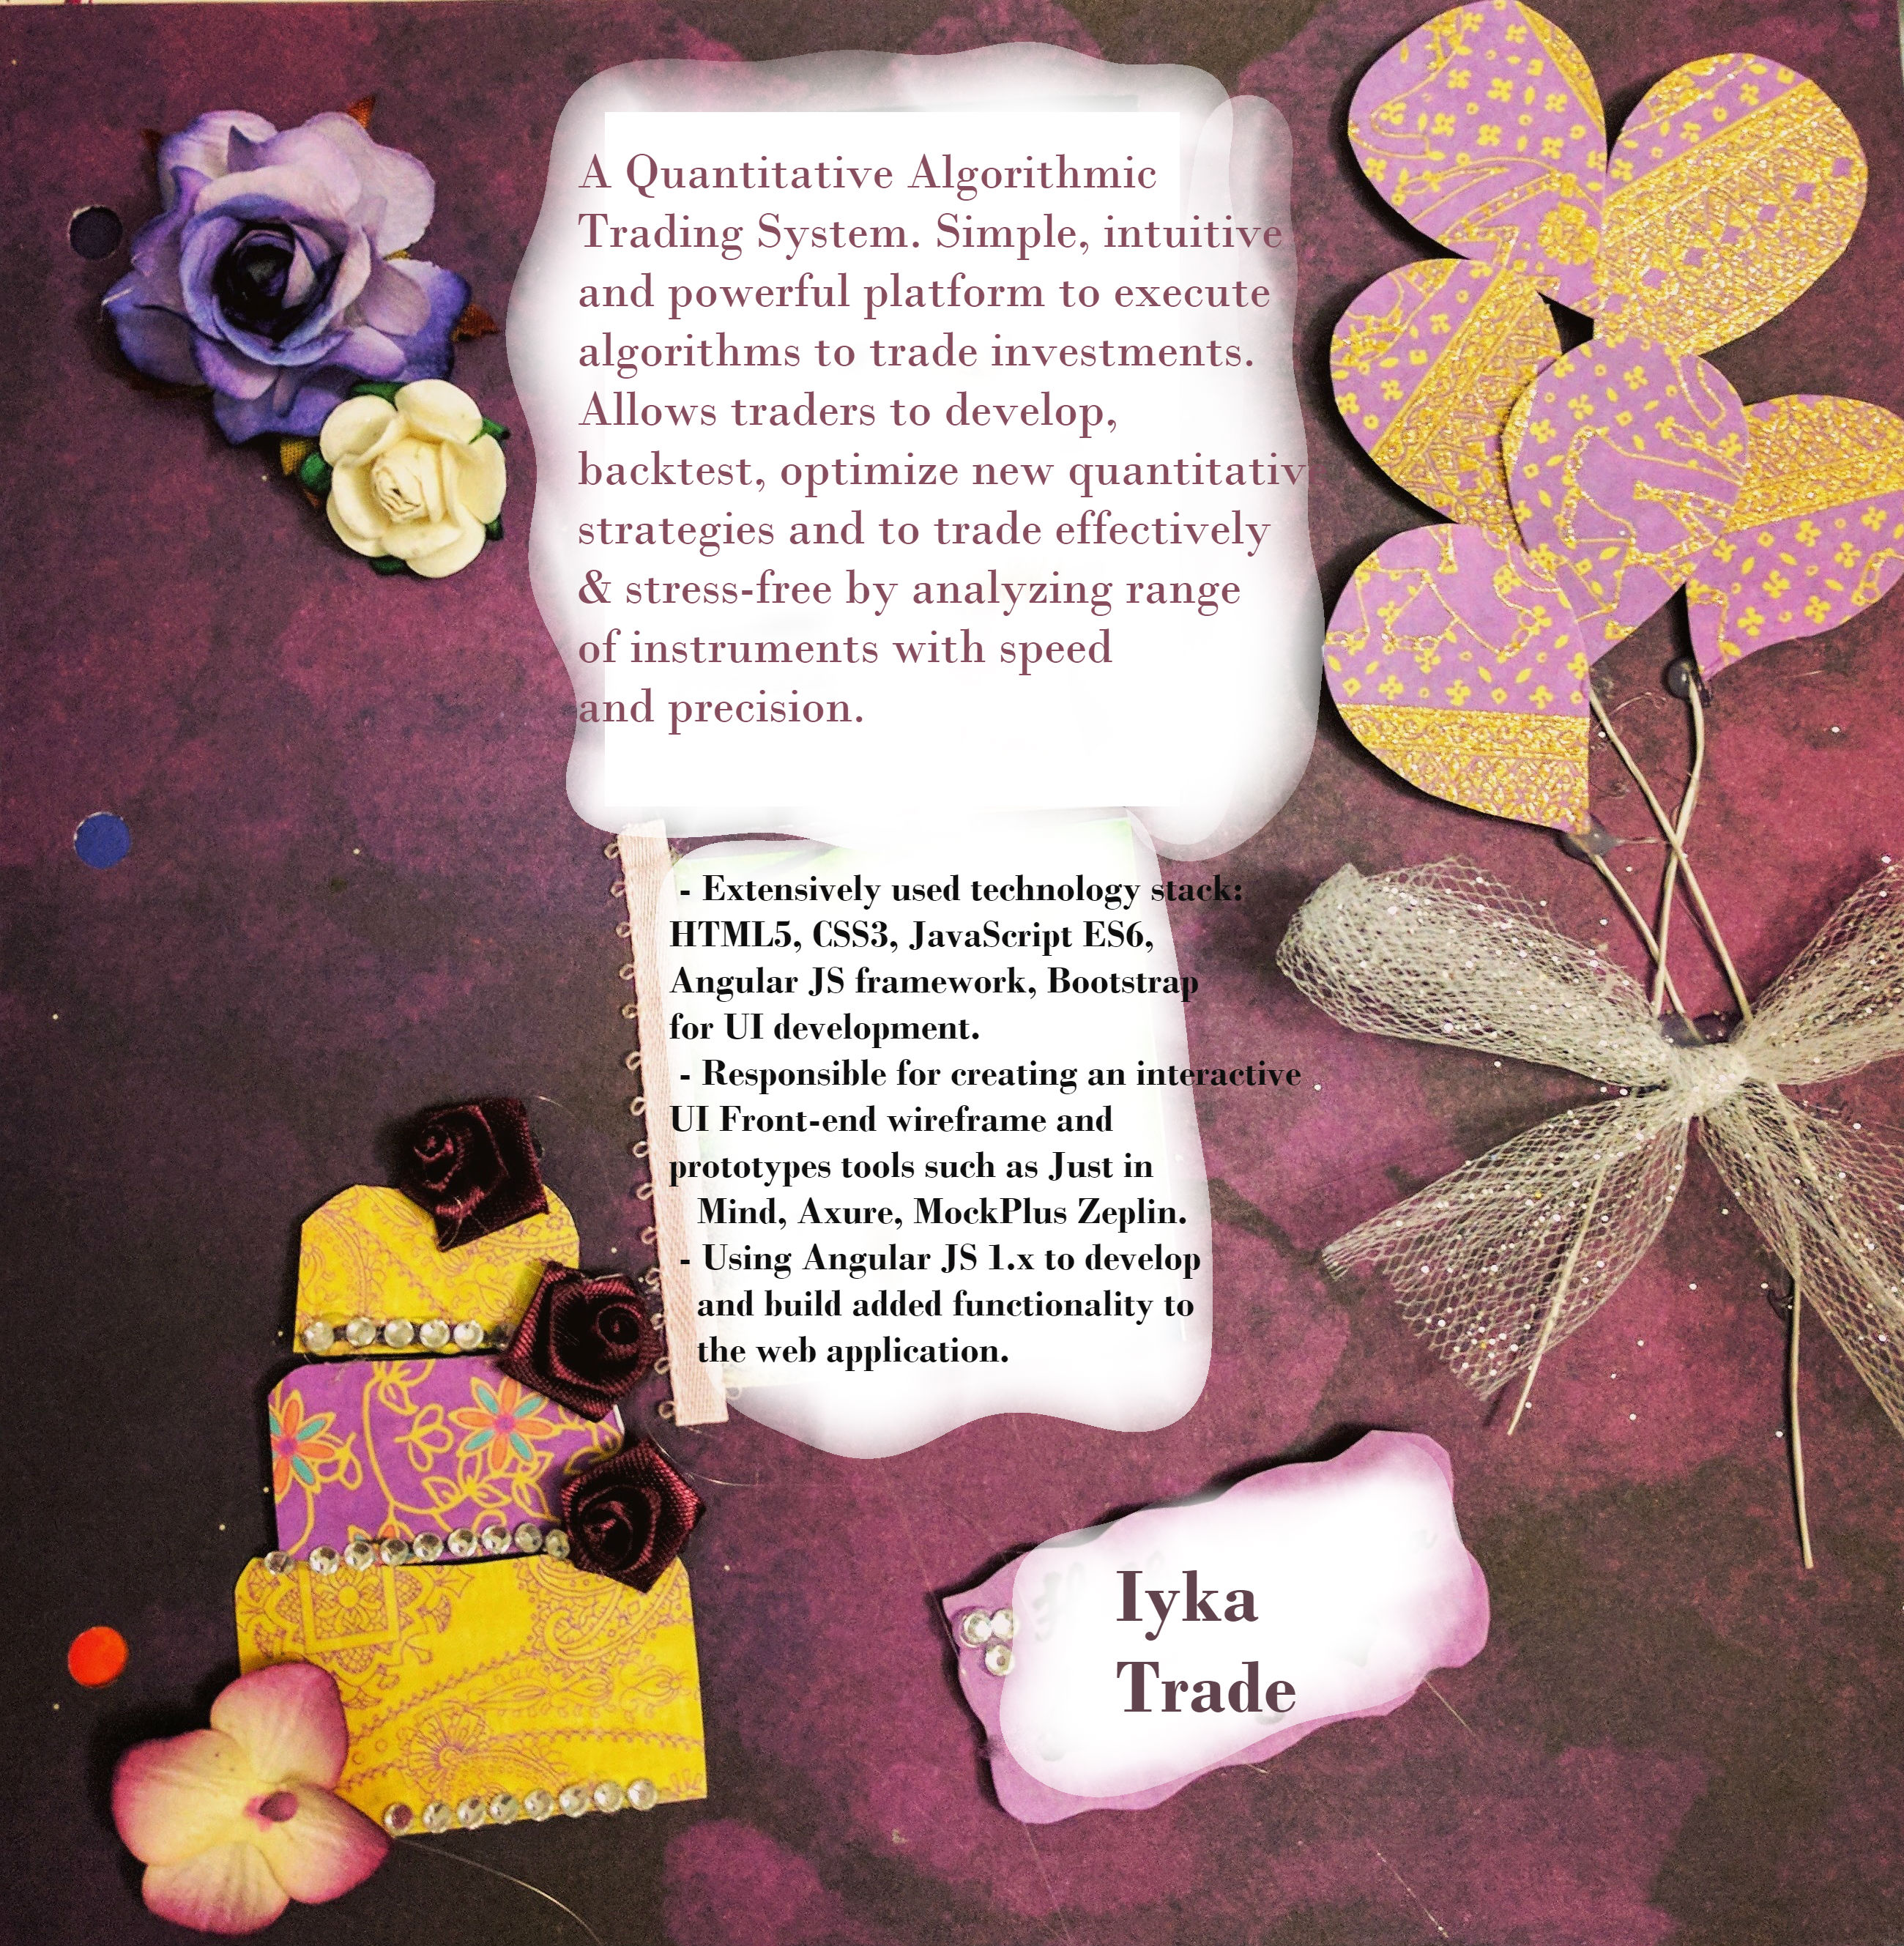 A Quantitative Algorithmic
Trading System. Simple, intuitive
and powerful platform to execute
algorithms to trade investments.
Allows traders to develop,
backtest, optimize new quantitativ
strategies and to trade effectively
& stress-free by analyzing range
of instruments with speed
and precision.
- Extensively used technology stack:
HTML5, CSS3, JavaScript ES6,
Angular JS framework, Bootstrap
for UI development.
- Responsible for creating an interactive
UI Front-end wireframe and
prototypes tools such as Just in
Mind, Axure, MockPlus Zeplin.
- Using Angular JS 1.x to develop
and build added functionality to
the web application.
Iyka
Trade